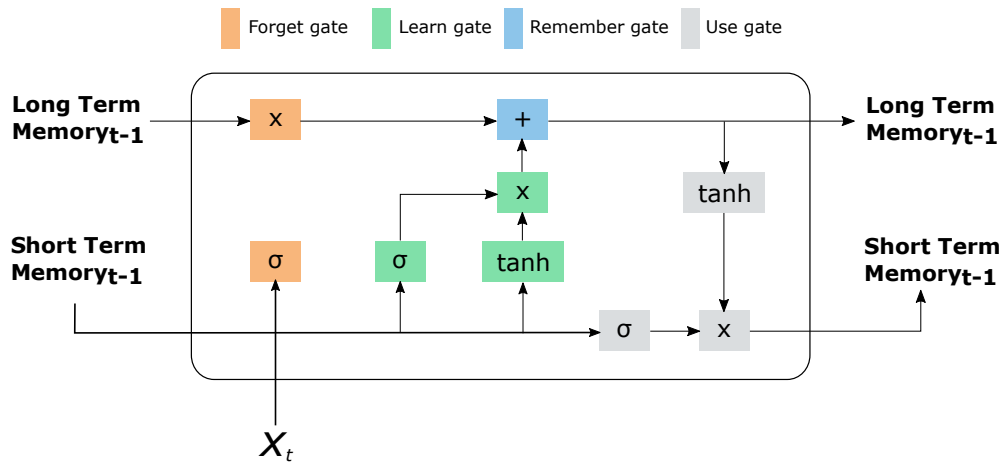 Forget gate
Learn gate
Remember gate
Use gate
Long Term
Memoryt-1
x
+
Long Term
Memoryt-1
x
tanh
Short Term
Memoryt-1
σ
σ
tanh
Short Term
Memoryt-1
σ
x
Xt